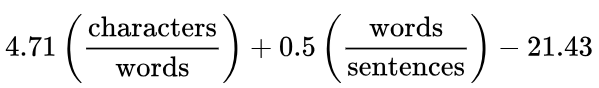 4.71 (characters/words) + 0.5 (words/sentences) − 21.43